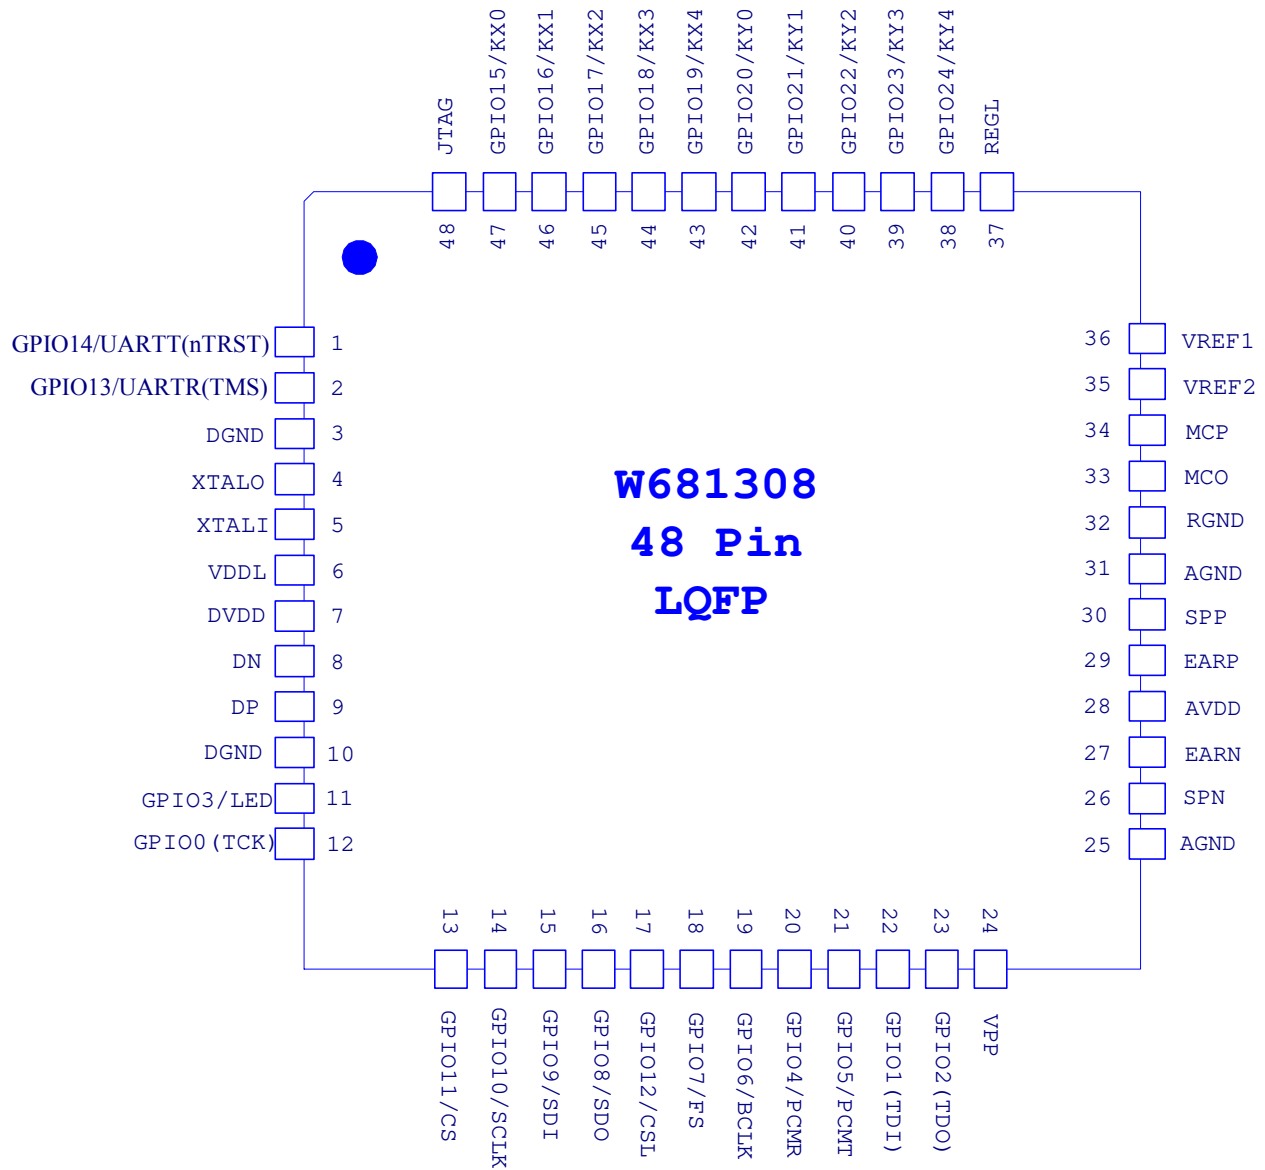 JTAG
GPIO15/KX0
GPIO16/KX1
GPIO17/KX2
GPIO18/KX3
GPIO19/KX4
GPIO20/KY0
GPIO21/KY1
GPIO22/KY2
GPIO23/KY3
GPIO24/KY4
REGL
48
47
46
45
44
43
42
41
40
39
38
37
GPIO14/UARTT(nTRST) 1
GPIO13/UARTR(TMS) 2
DGND 3
XTALO 4
XTALI 5
VDDL 6
DVDD 7
DN 8
DP 9
DGND 10
GPIO3/LED 11
GPIO0(TCK) 12
W681308
48 Pin
LQFP
36 VREF1
35 VREF2
34 MCP
33 MCO
32 RGND
31 AGND
30 SPP
29 EARP
28 AVDD
27 EARN
26 SPN
25 AGND
13
14
15
16
17
18
19
20
21
22
23
24
GPIO11/CS
GPIO10/SCLK
GPIO9/SDI
GPIO8/SDO
GPIO12/CSL
GPIO7/FS
GPIO6/BCLK
GPIO4/PCMR
GPIO5/PCMT
GPIO1(TDI)
GPIO2(TDO)
VPP